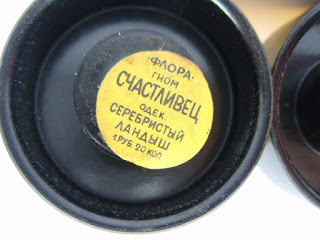 ФЛОРА
ГНОМ
СЧАСТЛИВЕЦ
ОДЕК.
СЕРЕБРИСТЫЙ
ЛАНДЫШ
1 РУБ. 20 КОП